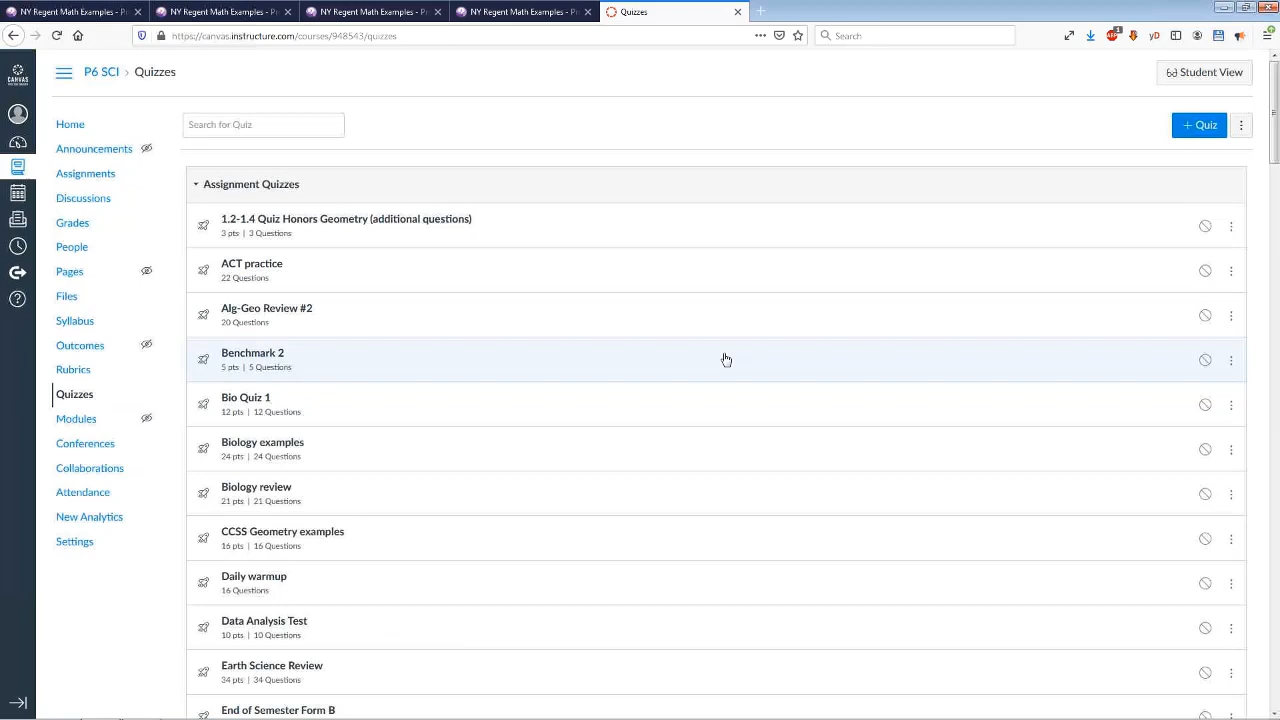 NY Regent Math Examples - Pr
NY Regent Math Examples - Pr
NY Regent Math Examples - Pr
NY Regent Math Examples - Pr
Quizzes
https://canvas.instructure.com/courses/948543/quizzes
Search
CANVAS
P6 SCI › Quizzes
Student View
Home
Announcements
Assignments
Discussions
Grades
People
Pages
Files
Syllabus
Outcomes
Rubrics
Quizzes
Modules
Conferences
Collaborations
Attendance
New Analytics
Settings
Search for Quiz
+ Quiz
Assignment Quizzes
1.2-1.4 Quiz Honors Geometry (additional questions)
3 pts | 3 Questions
ACT practice
22 Questions
Alg-Geo Review #2
20 Questions
Benchmark 2
5 pts | 5 Questions
Bio Quiz 1
12 pts | 12 Questions
Biology examples
24 pts | 24 Questions
Biology review
21 pts | 21 Questions
CCSS Geometry examples
16 pts | 16 Questions
Daily warmup
16 Questions
Data Analysis Test
10 pts | 10 Questions
Earth Science Review
34 pts | 34 Questions
End of Semester Form B